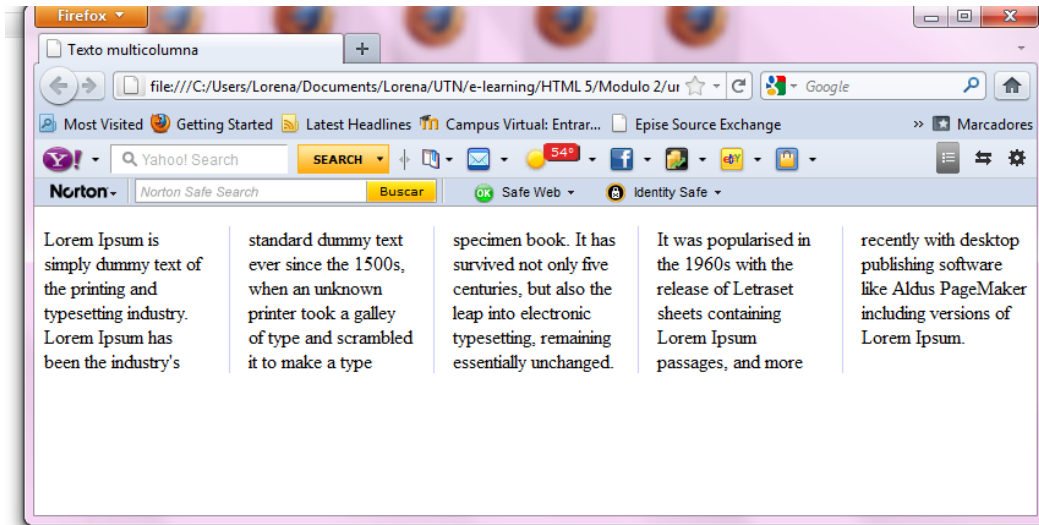 Firefox
Texto multicolumna
file:///C:/Users/Lorena/Documents/Lorena/UTN/e-learning/HTML 5/Modulo 2/ur
Google
Most Visited Getting Started Latest Headlines Campus Virtual: Entrar... Epise Source Exchange » Marcadores
Y! Yahoo! Search SEARCH 54° f ebY
Norton Norton Safe Search Buscar OK Safe Web Identity Safe
Lorem Ipsum is
simply dummy text of
the printing and
typesetting industry.
Lorem Ipsum has
been the industry's
standard dummy text
ever since the 1500s,
when an unknown
printer took a galley
of type and scrambled
it to make a type
specimen book. It has
survived not only five
centuries, but also the
leap into electronic
typesetting, remaining
essentially unchanged.
It was popularised in
the 1960s with the
release of Letraset
sheets containing
Lorem Ipsum
passages, and more
recently with desktop
publishing software
like Aldus PageMaker
including versions of
Lorem Ipsum.